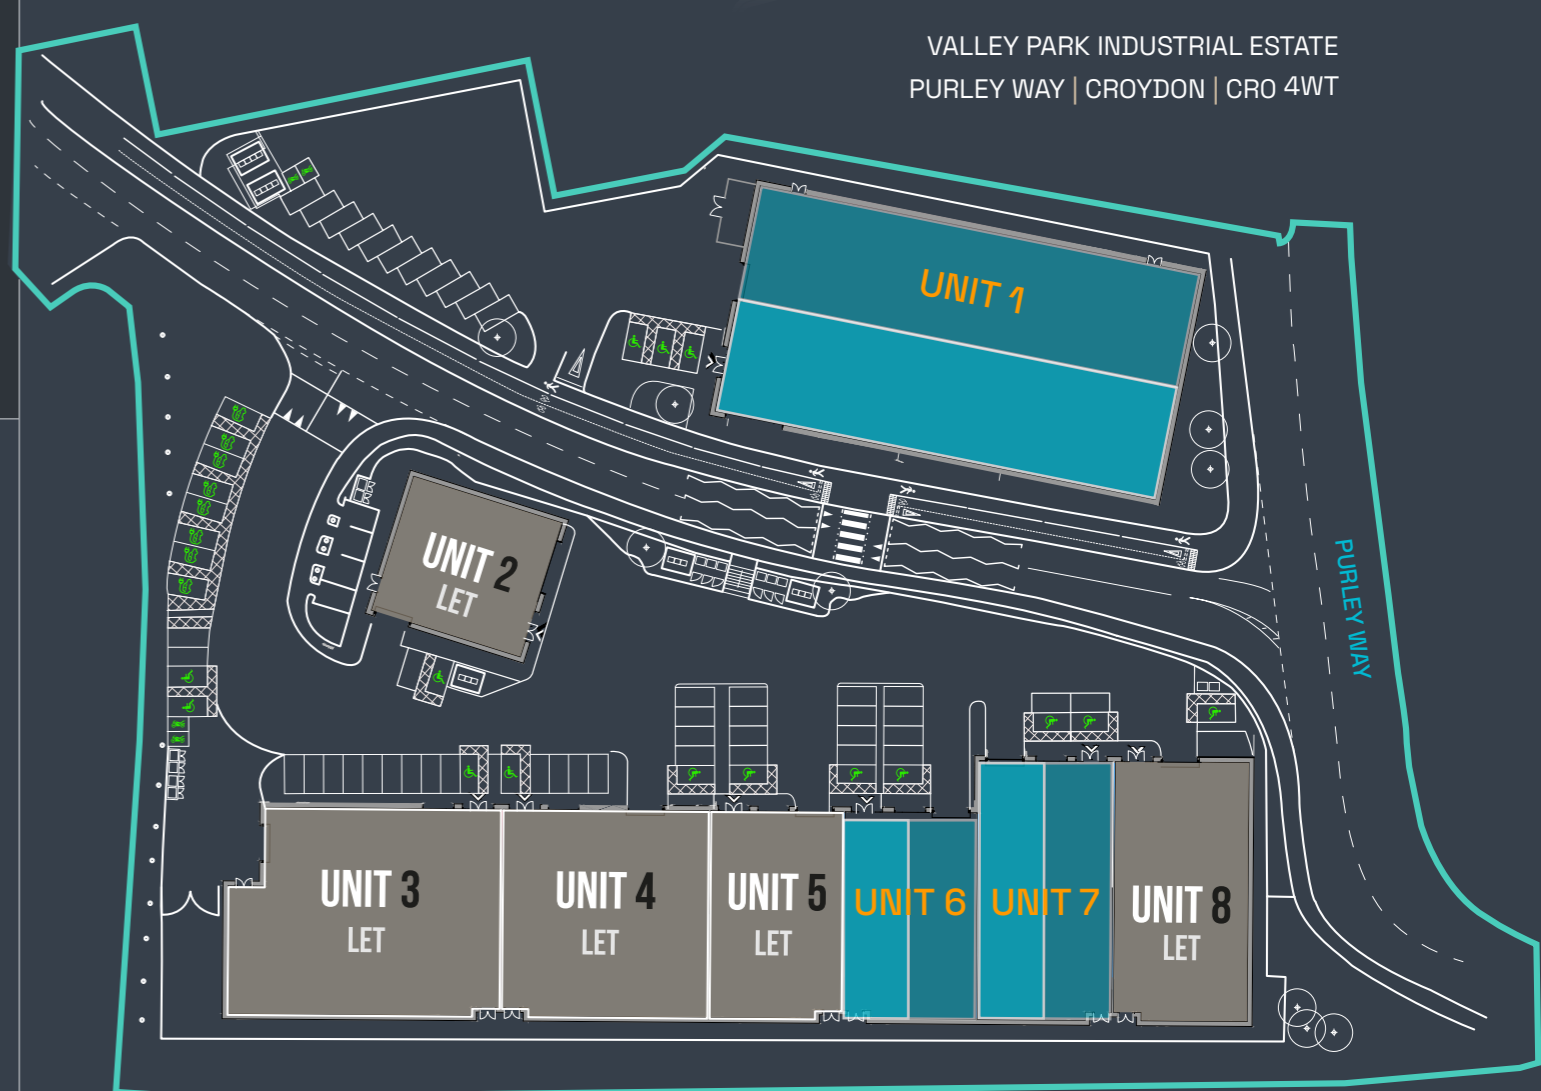 VALLEY PARK INDUSTRIAL ESTATE
PURLEY WAY | CROYDON | CRO 4WT
UNIT 1
UNIT 2
LET
PURLEY WAY
UNIT 3
LET
UNIT 4
LET
UNIT 5
LET
UNIT 6
UNIT 7
UNIT 8
LET